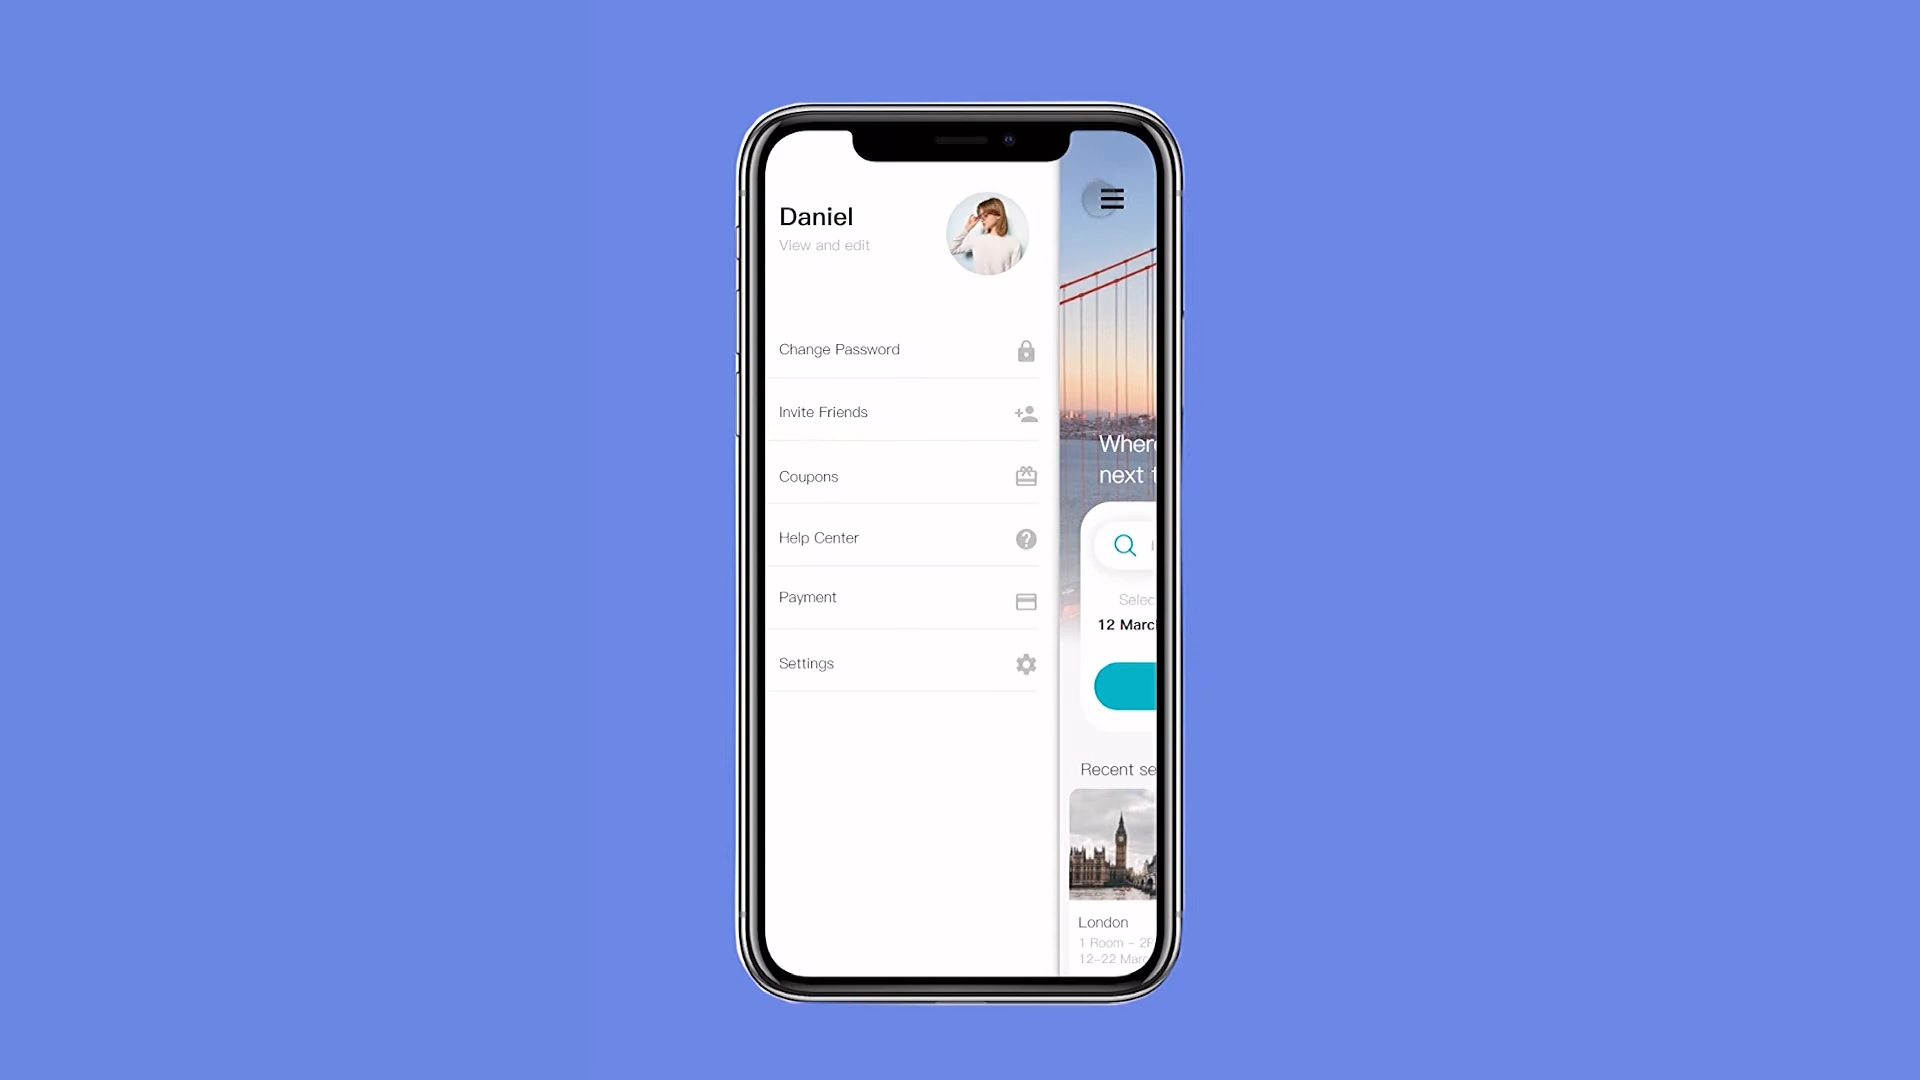 Daniel
View and edit
Change Password
Invite Friends
Coupons
Help Center
Payment
Settings
next
12
Recent
London
1 Room -
12-22